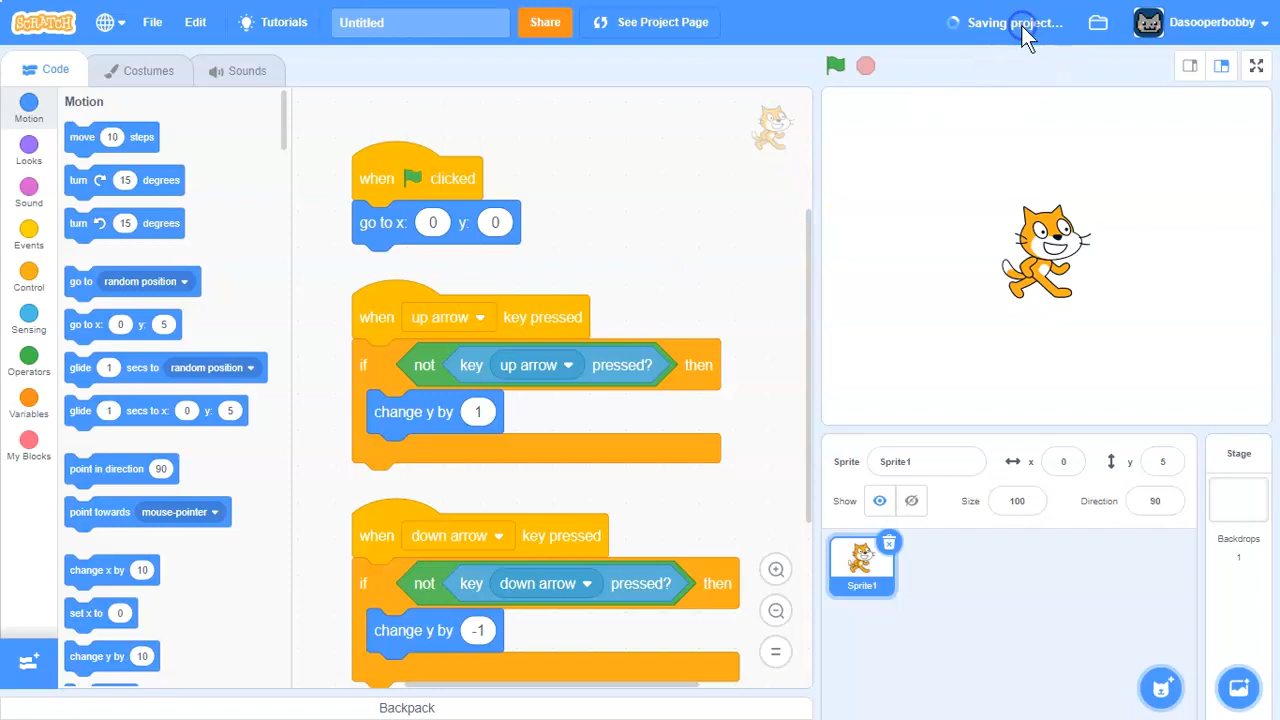 SCRATCH
File
Edit
Tutorials
Untitled
Share
See Project Page
Saving project...
Dasooperbobby
Code
Costumes
Sounds
Motion
Looks
Sound
Events
Control
Sensing
Operators
Variables
My Blocks
Motion
move 10 steps
turn 15 degrees
turn 15 degrees
go to random position
go to x: 0 y: 5
glide 1 secs to random position
glide 1 secs to x: 0 y: 5
point in direction 90
point towards mouse-pointer
change x by 10
set x to 0
change y by 10
when clicked
go to x: 0 y: 0
when up arrow key pressed
if not key up arrow pressed? then
change y by 1
when down arrow key pressed
if not key down arrow pressed? then
change y by -1
Backpack
Sprite Sprite1 x 0 y 5
Show Size 100 Direction 90
Sprite1
Stage
Backdrops
1